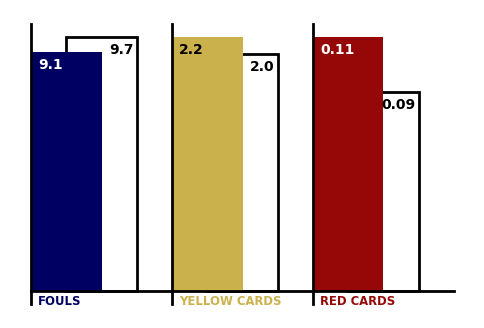 9.1
9.7
2.2
2.0
0.11
0.09
FOULS
YELLOW CARDS
RED CARDS